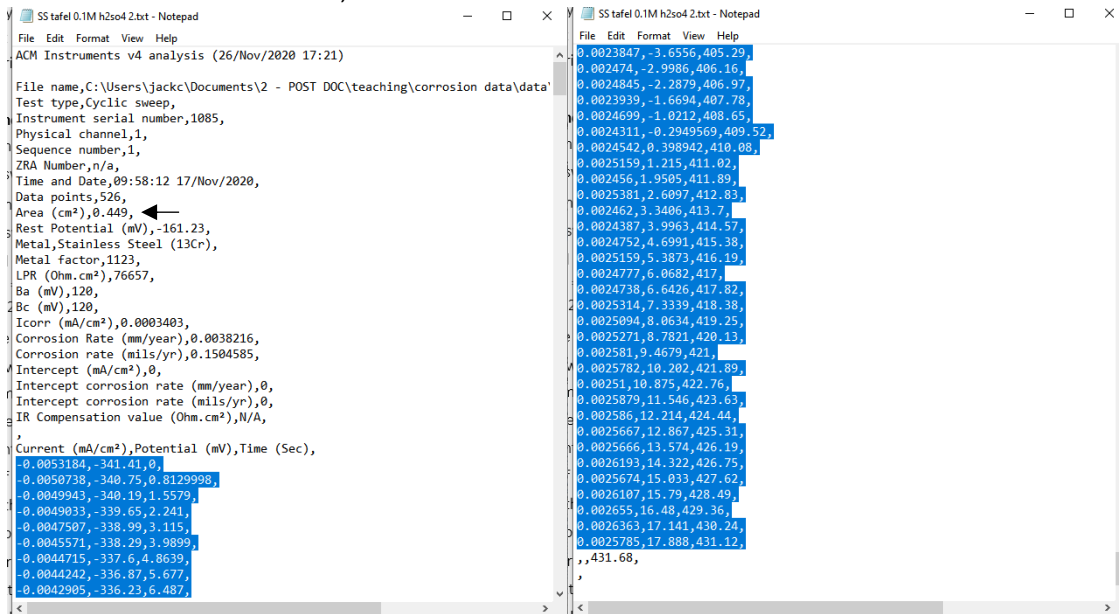 SS tafel 0.1M h2so4 2.txt - Notepad
File Edit Format View Help
ACM Instruments v4 analysis (26/Nov/2020 17:21)
File name,C:\Users\jackc\Documents\2 - POST DOC\teaching\corrosion data\data\
Test type,Cyclic sweep,
Instrument serial number,1085,
Physical channel,1,
Sequence number,1,
ZRA Number,n/a,
Time and Date,09:58:12 17/Nov/2020,
Data points,526,
Area (cm²),0.449,
Rest Potential (mV),-161.23,
Metal,Stainless Steel (13Cr),
Metal factor,1123,
LPR (Ohm.cm²),76657,
Ba (mV),120,
Bc (mV),120,
Icorr (mA/cm²),0.0003403,
Corrosion Rate (mm/year),0.0038216,
Corrosion rate (mils/yr),0.1504585,
Intercept (mA/cm²),0,
Intercept corrosion rate (mm/year),0,
Intercept corrosion rate (mils/yr),0,
IR Compensation value (Ohm.cm²),N/A,
,
Current (mA/cm²),Potential (mV),Time (Sec),
-0.0053184,-341.41,0,
-0.0050738,-340.75,0.8129998,
-0.0049943,-340.19,1.5579,
-0.0049033,-339.65,2.241,
-0.0047507,-338.99,3.115,
-0.0045571,-338.29,3.9899,
-0.0044715,-337.6,4.8639,
-0.0044242,-336.87,5.677,
-0.0042905,-336.23,6.487,
SS tafel 0.1M h2so4 2.txt - Notepad
File Edit Format View Help
0.0023847,-3.6556,405.29,
0.002474,-2.9986,406.16,
0.0024845,-2.2879,406.97,
0.0023939,-1.6694,407.78,
0.0024699,-1.0212,408.65,
0.0024311,-0.2949569,409.52,
0.0024542,0.398942,410.08,
0.0025159,1.215,411.02,
0.002456,1.9505,411.89,
0.0025381,2.6097,412.83,
0.002462,3.3406,413.7,
0.0024387,3.9963,414.57,
0.0024752,4.6991,415.38,
0.0025159,5.3873,416.19,
0.0024777,6.0682,417,
0.0024738,6.6426,417.82,
0.0025314,7.3339,418.38,
0.0025094,8.0634,419.25,
0.0025271,8.7821,420.13,
0.002581,9.4679,421,
0.0025782,10.202,421.89,
0.00251,10.875,422.76,
0.0025879,11.546,423.63,
0.002586,12.214,424.44,
0.0025667,12.867,425.31,
0.0025666,13.574,426.19,
0.0026193,14.322,426.75,
0.0025674,15.033,427.62,
0.0026107,15.79,428.49,
0.002655,16.48,429.36,
0.0026363,17.141,430.24,
0.0025785,17.888,431.12,
,,431.68,
,